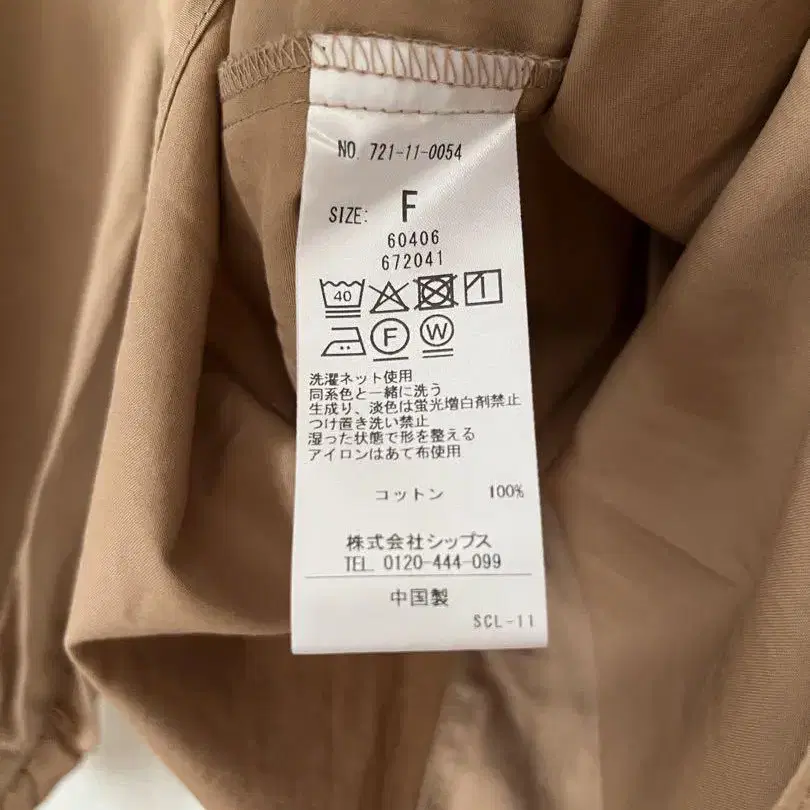 NO. 721-11-0054
SIZE: F
60406
672041
40
F W
洗濯ネット使用
同系色と一緒に洗う
生成り、淡色は蛍光増白剤禁止
つけ置き洗い禁止
湿った状態で形を整える
アイロンはあて布使用
コットン 100%
株式会社シップス
TEL. 0120-444-099
中国製
SCL-11